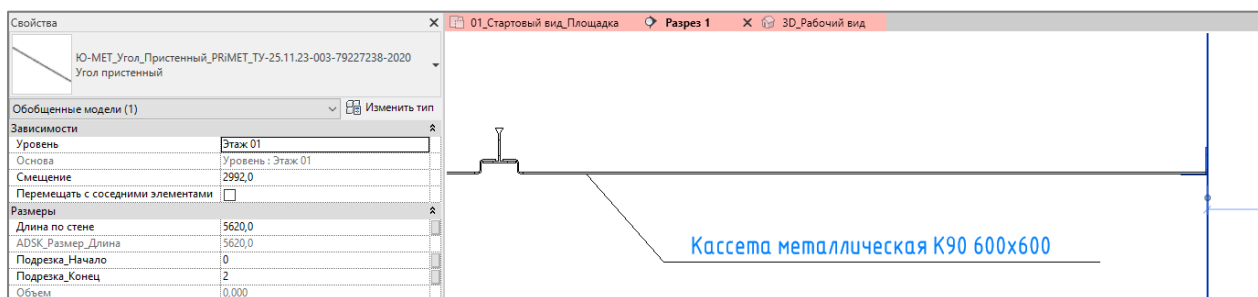 Свойства
01_Стартовый вид_Площадка
Разрез 1
3D_Рабочий вид
Ю-МЕТ_Угол_Пристенный_PRiMET_ТУ-25.11.23-003-79227238-2020
Угол пристенный
Обобщенные модели (1)
Изменить тип
Зависимости
Уровень Этаж 01
Основа Уровень : Этаж 01
Смещение 2992,0
Перемещать с соседними элементами
Размеры
Длина по стене 5620,0
ADSK_Размер_Длина 5620,0
Подрезка_Начало 0
Подрезка_Конец 2
Объем 0.000
Кассета металлическая К90 600х600